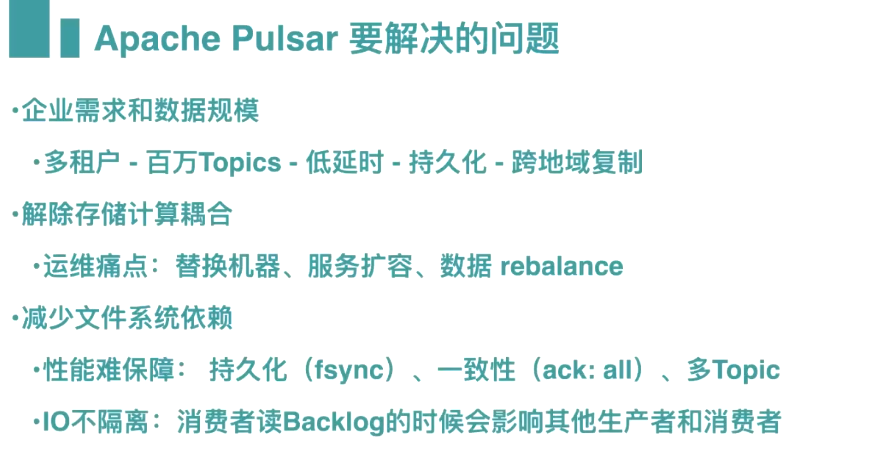 Apache Pulsar 要解决的问题
•企业需求和数据规模
•多租户 - 百万Topics - 低延时 - 持久化 - 跨地域复制
•解除存储计算耦合
•运维痛点：替换机器、服务扩容、数据 rebalance
•减少文件系统依赖
•性能难保障： 持久化（fsync）、一致性（ack: all）、多Topic
•IO不隔离：消费者读Backlog的时候会影响其他生产者和消费者